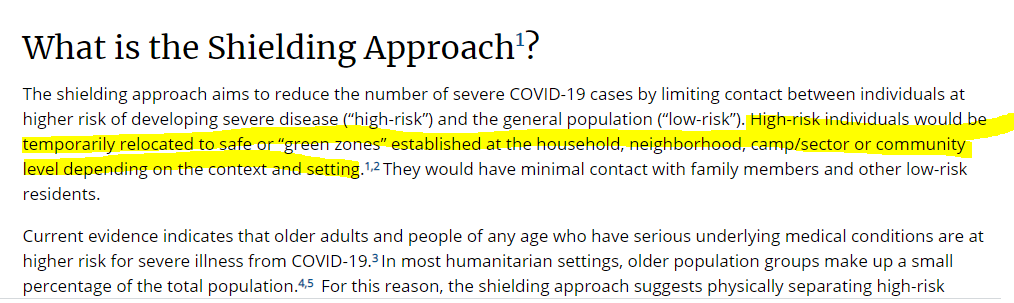 What is the Shielding Approach¹?
The shielding approach aims to reduce the number of severe COVID-19 cases by limiting contact between individuals at
higher risk of developing severe disease (“high-risk”) and the general population (“low-risk”). High-risk individuals would be
temporarily relocated to safe or “green zones” established at the household, neighborhood, camp/sector or community
level depending on the context and setting.¹,² They would have minimal contact with family members and other low-risk
residents.
Current evidence indicates that older adults and people of any age who have serious underlying medical conditions are at
higher risk for severe illness from COVID-19.³ In most humanitarian settings, older population groups make up a small
percentage of the total population.⁴,⁵ For this reason, the shielding approach suggests physically separating high-risk